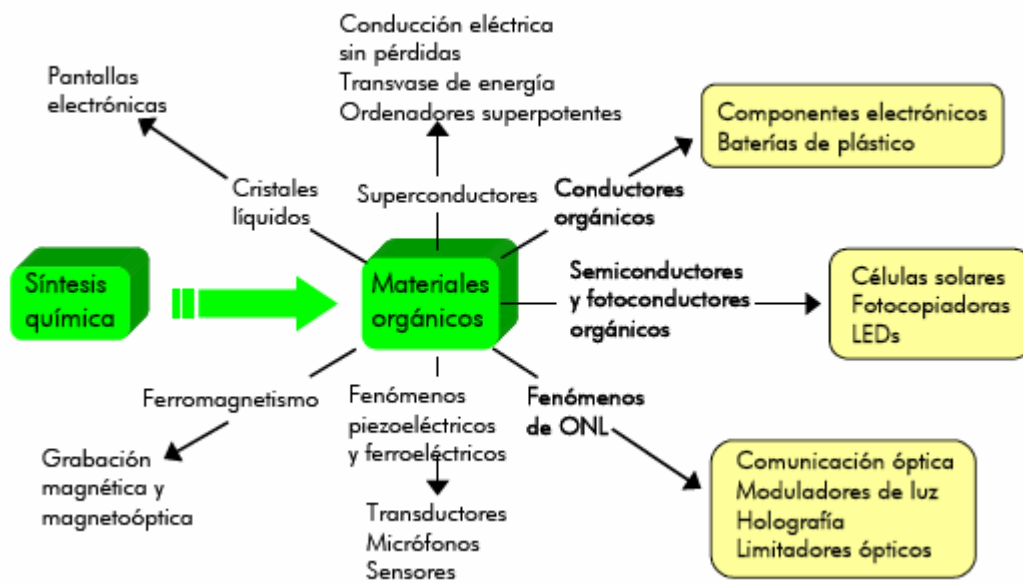 Conducción eléctrica
sin pérdidas
Transvase de energía
Ordenadores superpotentes
Pantallas
electrónicas
Componentes electrónicos
Baterías de plástico
Cristales
líquidos
Superconductores
Conductores
orgánicos
Síntesis
química
Materiales
orgánicos
Semiconductores
y fotoconductores
orgánicos
Células solares
Fotocopiadoras
LEDs
Ferromagnetismo
Fenómenos
piezoeléctricos
y ferroeléctricos
Fenómenos
de ONL
Grabación
magnética y
magnetoóptica
Transductores
Micrófonos
Sensores
Comunicación óptica
Moduladores de luz
Holografía
Limitadores ópticos